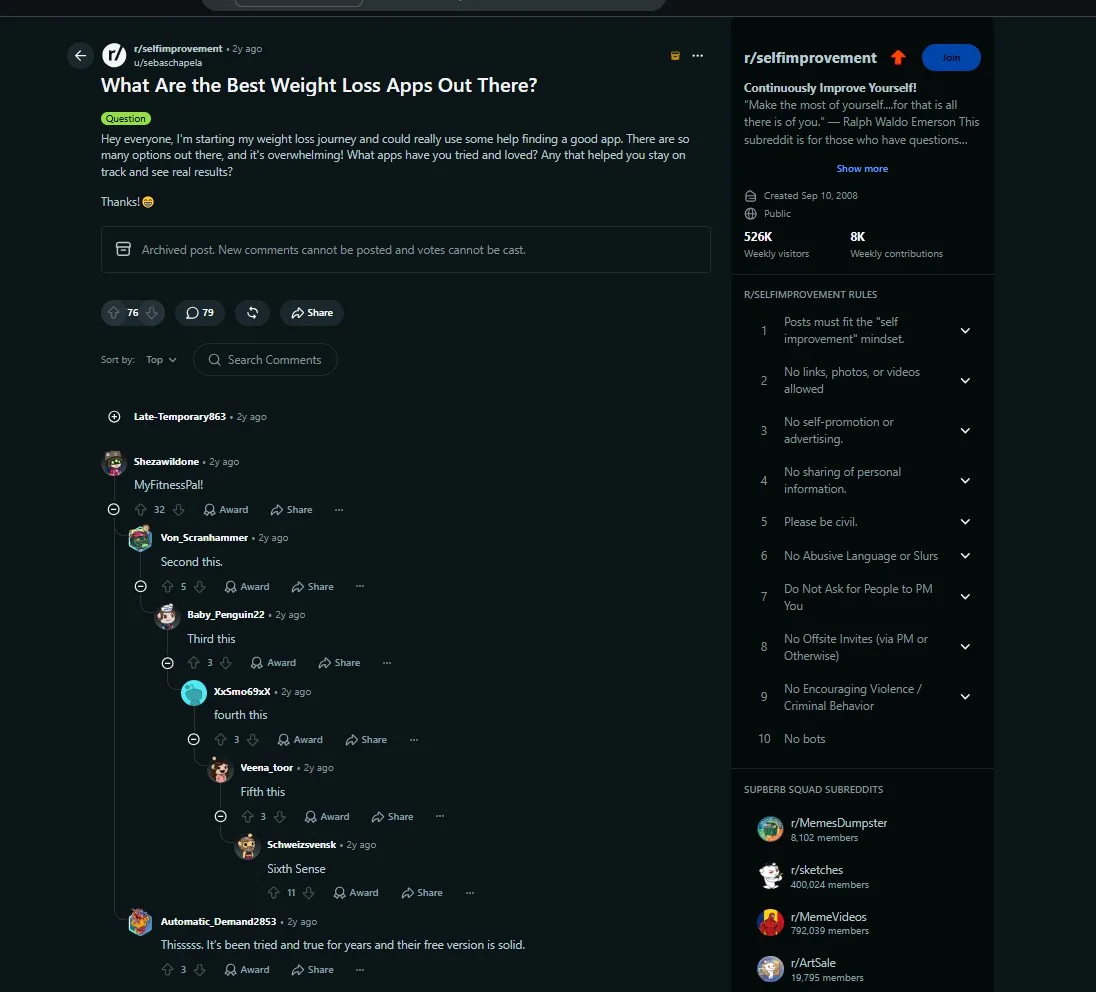 r/selfimprovement • 2y ago
u/sebaschapela
What Are the Best Weight Loss Apps Out There?
Question
Hey everyone, I'm starting my weight loss journey and could really use some help finding a good app. There are so
many options out there, and it's overwhelming! What apps have you tried and loved? Any that helped you stay on
track and see real results?
Thanks!😁
Archived post. New comments cannot be posted and votes cannot be cast.
76
79
Share
Sort by: Top
Search Comments
Late-Temporary863 • 2y ago
Shezawildone • 2y ago
MyFitnessPal!
32 Award Share
Von_Scranhammer • 2y ago
Second this.
5 Award Share
Baby_Penguin22 • 2y ago
Third this
3 Award Share
XxSmo69xX • 2y ago
fourth this
3 Award Share
Veena_toor • 2y ago
Fifth this
3 Award Share
Schweizsvensk • 2y ago
Sixth Sense
11 Award Share
Automatic_Demand2853 • 2y ago
Thisssss. It's been tried and true for years and their free version is solid.
3 Award Share
r/selfimprovement
Join
Continuously Improve Yourself!
"Make the most of yourself....for that is all
there is of you." — Ralph Waldo Emerson This
subreddit is for those who have questions...
Show more
Created Sep 10, 2008
Public
526K 8K
Weekly visitors Weekly contributions
R/SELFIMPROVEMENT RULES
1 Posts must fit the "self
improvement" mindset.
2 No links, photos, or videos
allowed
3 No self-promotion or
advertising.
4 No sharing of personal
information.
5 Please be civil.
6 No Abusive Language or Slurs
7 Do Not Ask for People to PM
You
8 No Offsite Invites (via PM or
Otherwise)
9 No Encouraging Violence /
Criminal Behavior
10 No bots
SUPBERB SQUAD SUBREDDITS
r/MemesDumpster
8,102 members
r/sketches
400,024 members
r/MemeVideos
792,039 members
r/ArtSale
19,795 members